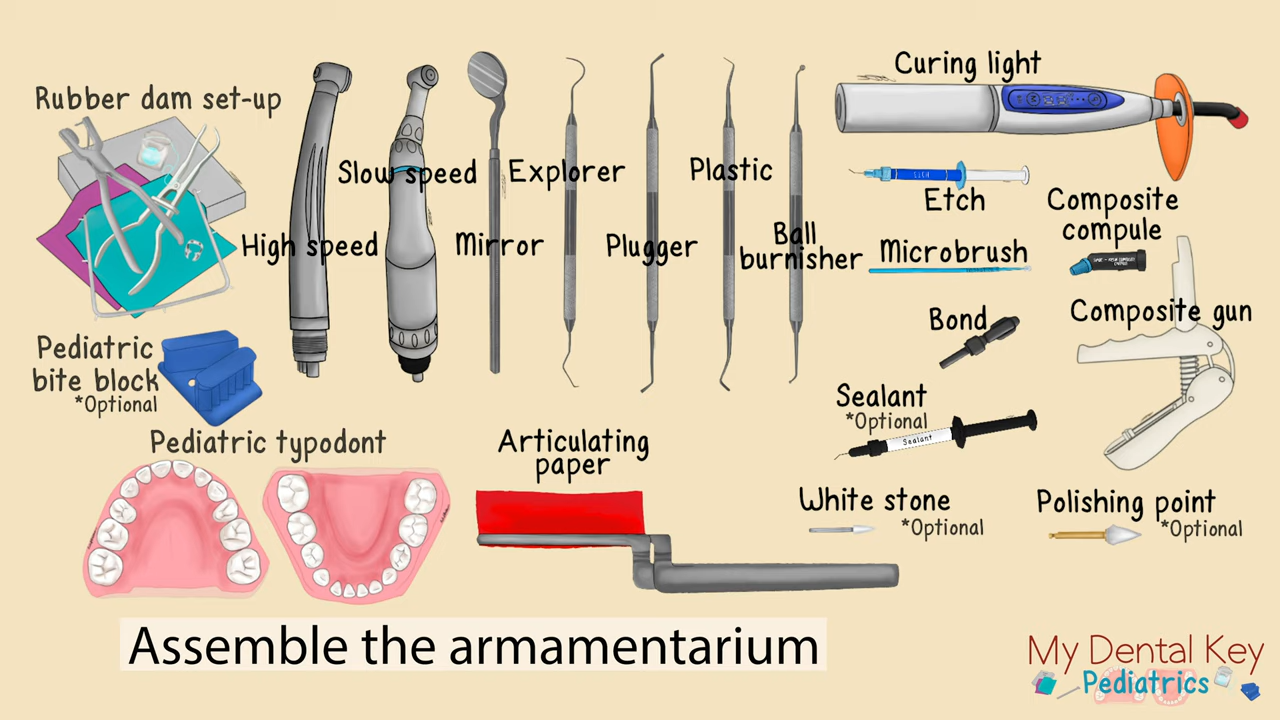 Rubber dam set-up
High speed
Slow speed
Mirror
Explorer
Plugger
Plastic
Ball
burnisher
Curing light
ETCH
Etch
Microbrush
Composite
compule
Bond
Composite gun
Sealant
*Optional
Sealant
White stone
*Optional
Polishing point
*Optional
Pediatric
bite block
*Optional
Pediatric typodont
Articulating
paper
Assemble the armamentarium
My Dental Key
Pediatrics